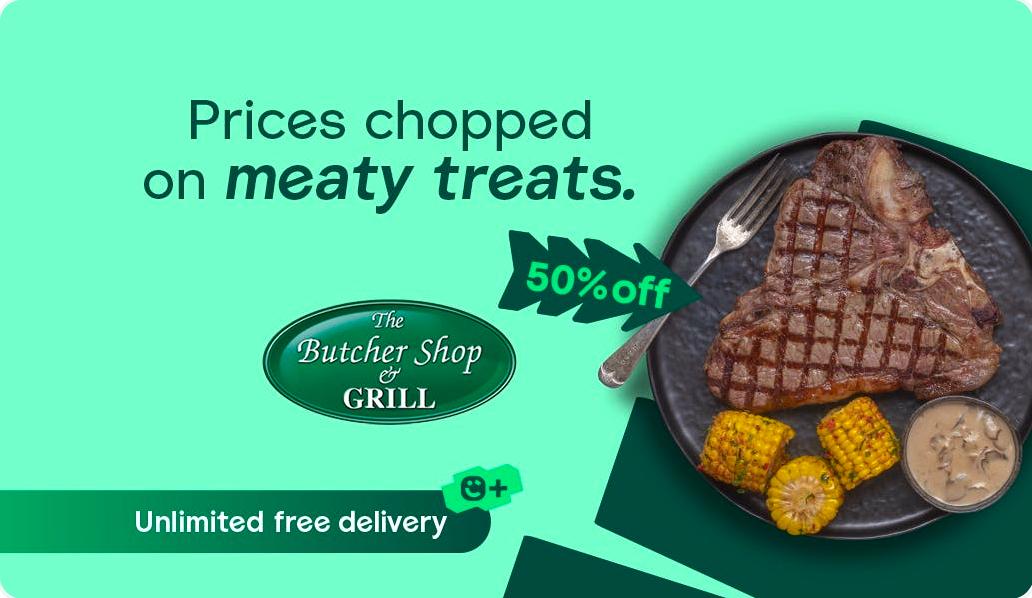 Prices chopped
on meaty treats.
50% off
The
Butcher Shop
&
GRILL
Unlimited free delivery
+